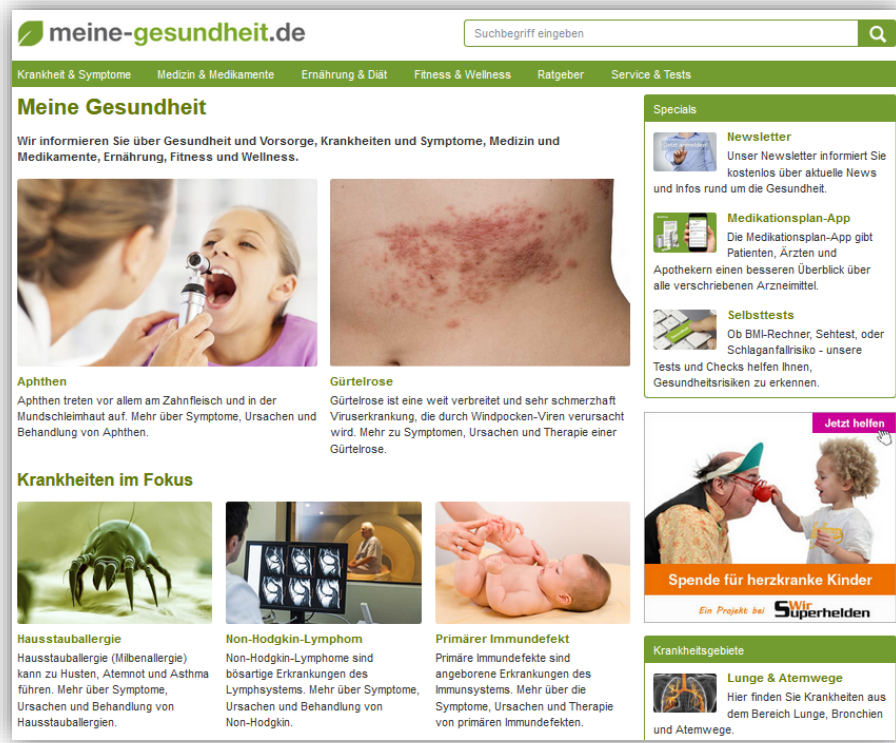 meine-gesundheit.de
Suchbegriff eingeben
Krankheit & Symptome Medizin & Medikamente Ernährung & Diät Fitness & Wellness Ratgeber Service & Tests
Meine Gesundheit
Wir informieren Sie über Gesundheit und Vorsorge, Krankheiten und Symptome, Medizin und
Medikamente, Ernährung, Fitness und Wellness.
Aphthen
Aphthen treten vor allem am Zahnfleisch und in der
Mundschleimhaut auf. Mehr über Symptome, Ursachen und
Behandlung von Aphthen.
Gürtelrose
Gürtelrose ist eine weit verbreitet und sehr schmerzhaft
Viruserkrankung, die durch Windpocken-Viren verursacht
wird. Mehr zu Symptomen, Ursachen und Therapie einer
Gürtelrose.
Krankheiten im Fokus
Hausstauballergie
Hausstauballergie (Milbenallergie)
kann zu Husten, Atemnot und Asthma
führen. Mehr über Symptome,
Ursachen und Behandlung von
Hausstauballergien.
Non-Hodgkin-Lymphom
Non-Hodgkin-Lymphome sind
bösartige Erkrankungen des
Lymphsystems. Mehr über Symptome,
Ursachen und Behandlung von
Non-Hodgkin.
Primärer Immundefekt
Primäre Immundefekte sind
angeborene Erkrankungen des
Immunsystems. Mehr über die
Symptome, Ursachen und Therapie
von primären Immundefekten.
Specials
Newsletter
Unser Newsletter informiert Sie
kostenlos über aktuelle News
und Infos rund um die Gesundheit.
Medikationsplan-App
Die Medikationsplan-App gibt
Patienten, Ärzten und
Apothekern einen besseren Überblick über
alle verschriebenen Arzneimittel.
Selbsttests
Ob BMI-Rechner, Sehtest, oder
Schlaganfallrisiko - unsere
Tests und Checks helfen Ihnen,
Gesundheitsrisiken zu erkennen.
Jetzt helfen
Spende für herzkranke Kinder
Ein Projekt bei Wir Superhelden
Krankheitsgebiete
Lunge & Atemwege
Hier finden Sie Krankheiten aus
dem Bereich Lunge, Bronchien
und Atemwege.